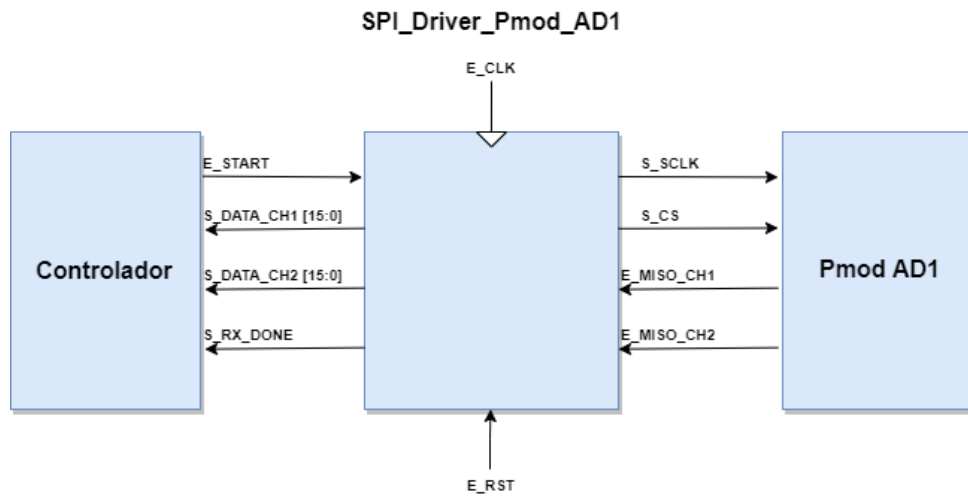 SPI_Driver_Pmod_AD1
E_CLK
E_START
S_DATA_CH1 [15:0]
S_DATA_CH2 [15:0]
S_RX_DONE
Controlador
S_SCLK
S_CS
E_MISO_CH1
E_MISO_CH2
Pmod AD1
E_RST